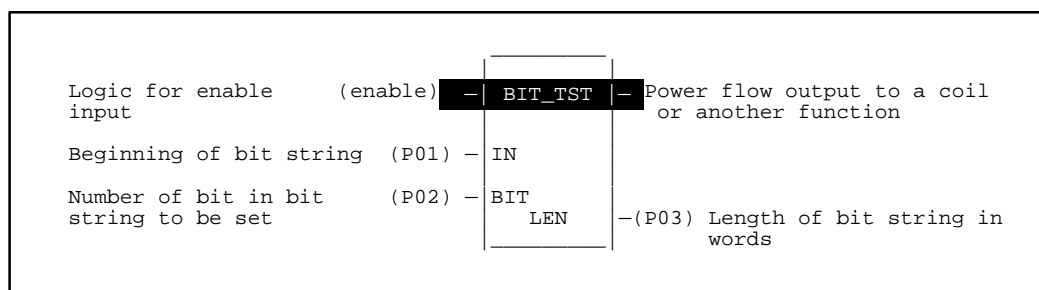 Logic for enable (enable) BIT_TST Power flow output to a coil
input or another function
Beginning of bit string (P01) IN
Number of bit in bit (P02) BIT
string to be set LEN (P03) Length of bit string in
words